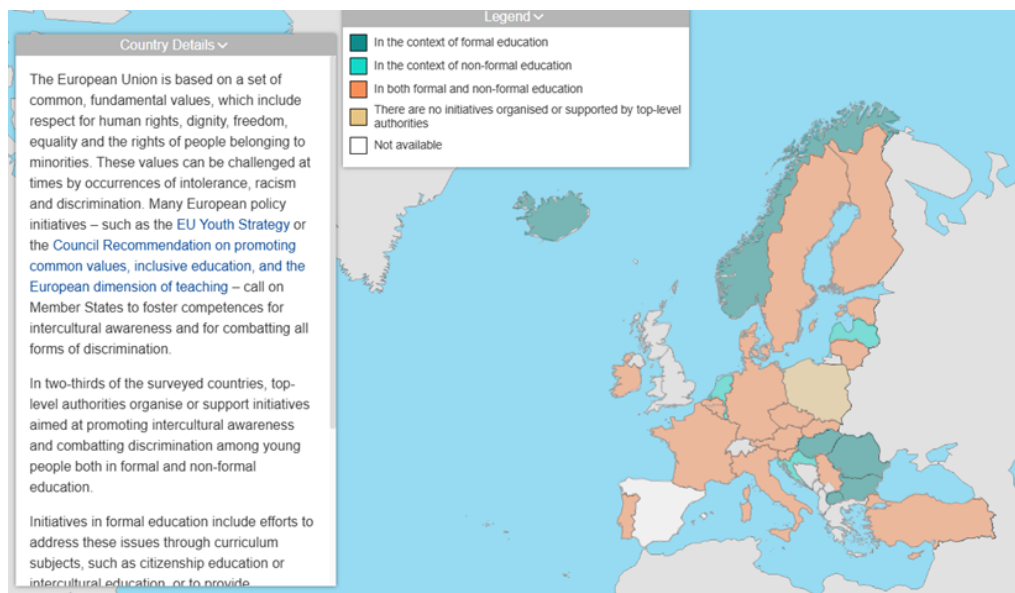 Country Details
The European Union is based on a set of
common, fundamental values, which include
respect for human rights, dignity, freedom,
equality and the rights of people belonging to
minorities. These values can be challenged at
times by occurrences of intolerance, racism
and discrimination. Many European policy
initiatives – such as the EU Youth Strategy or
the Council Recommendation on promoting
common values, inclusive education, and the
European dimension of teaching – call on
Member States to foster competences for
intercultural awareness and for combatting all
forms of discrimination.
In two-thirds of the surveyed countries, top-
level authorities organise or support initiatives
aimed at promoting intercultural awareness
and combatting discrimination among young
people both in formal and non-formal
education.
Initiatives in formal education include efforts to
address these issues through curriculum
subjects, such as citizenship education or
intercultural education, or to provide
Legend
In the context of formal education
In the context of non-formal education
In both formal and non-formal education
There are no initiatives organised or supported by top-level
authorities
Not available